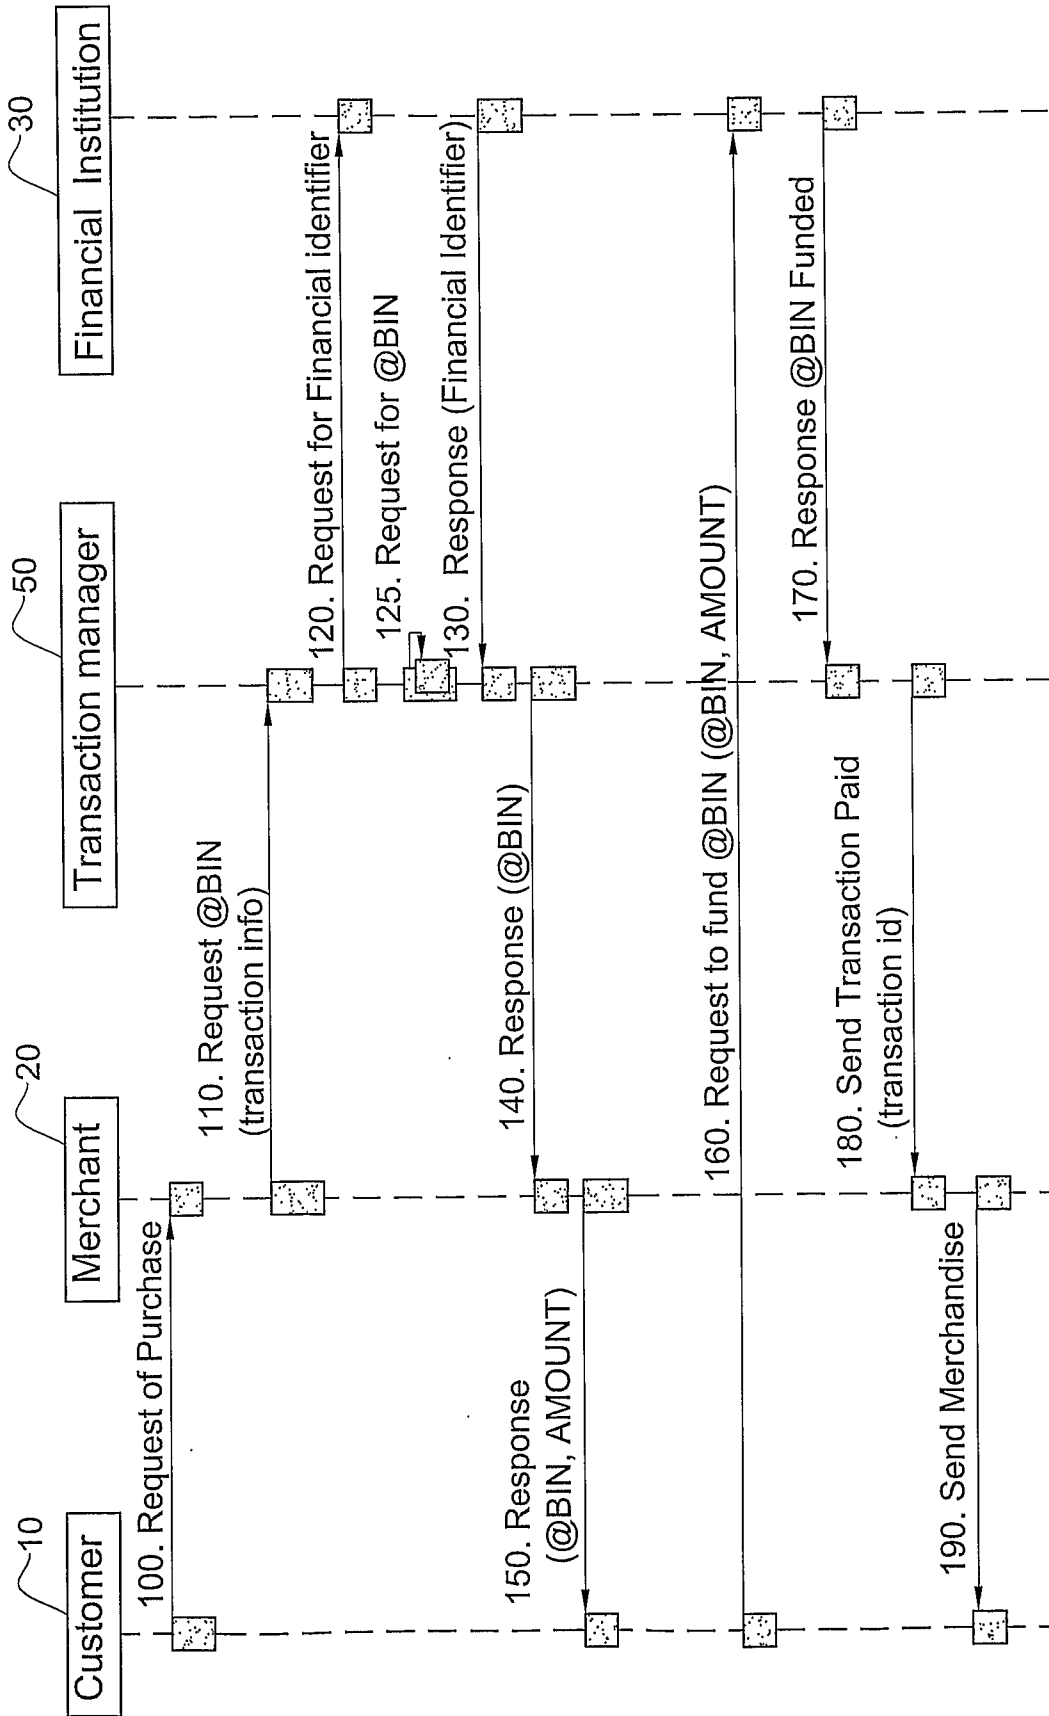 Customer
10
Merchant
20
Transaction manager
50
Financial Institution
30
100. Request of Purchase
110. Request @BIN
(transaction info)
120. Request for Financial identifier
125. Request for @BIN
130. Response (Financial Identifier)
140. Response (@BIN)
150. Response
(@BIN, AMOUNT)
160. Request to fund @BIN (@BIN, AMOUNT)
170. Response @BIN Funded
180. Send Transaction Paid
(transaction id)
190. Send Merchandise